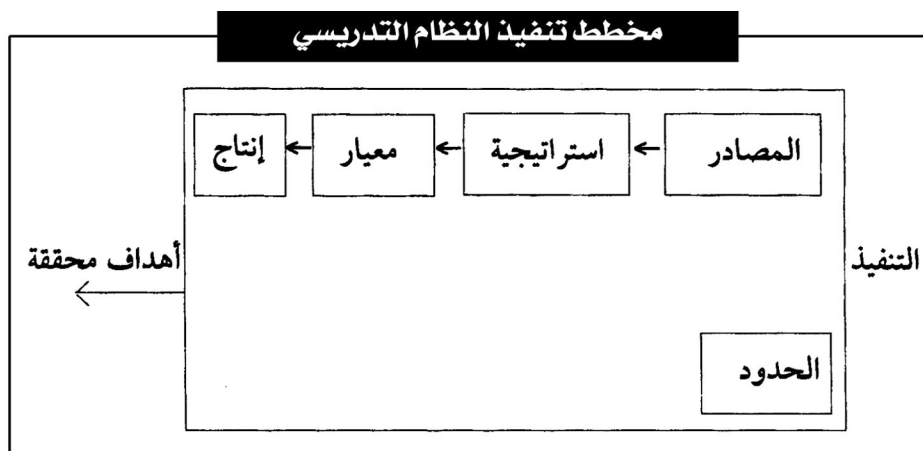 مخطط تنفيذ النظام التدريسي
المصادر
استراتيجية
معيار
إنتاج
التنفيذ
أهداف محققة
الحدود